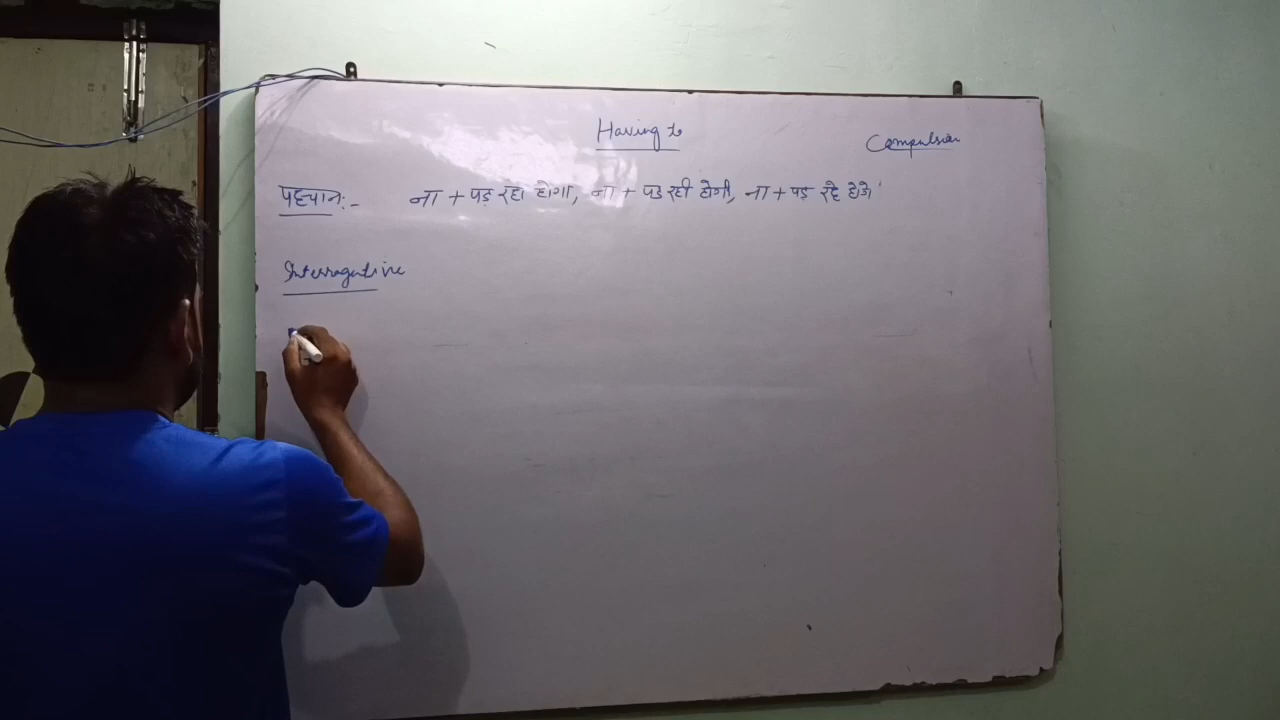 Having to
Compulsion
पहचान:- ना + पड़ रहा होगा, ना + पड़ रही होगी, ना + पड़ रहे होंगे।
Interrogative